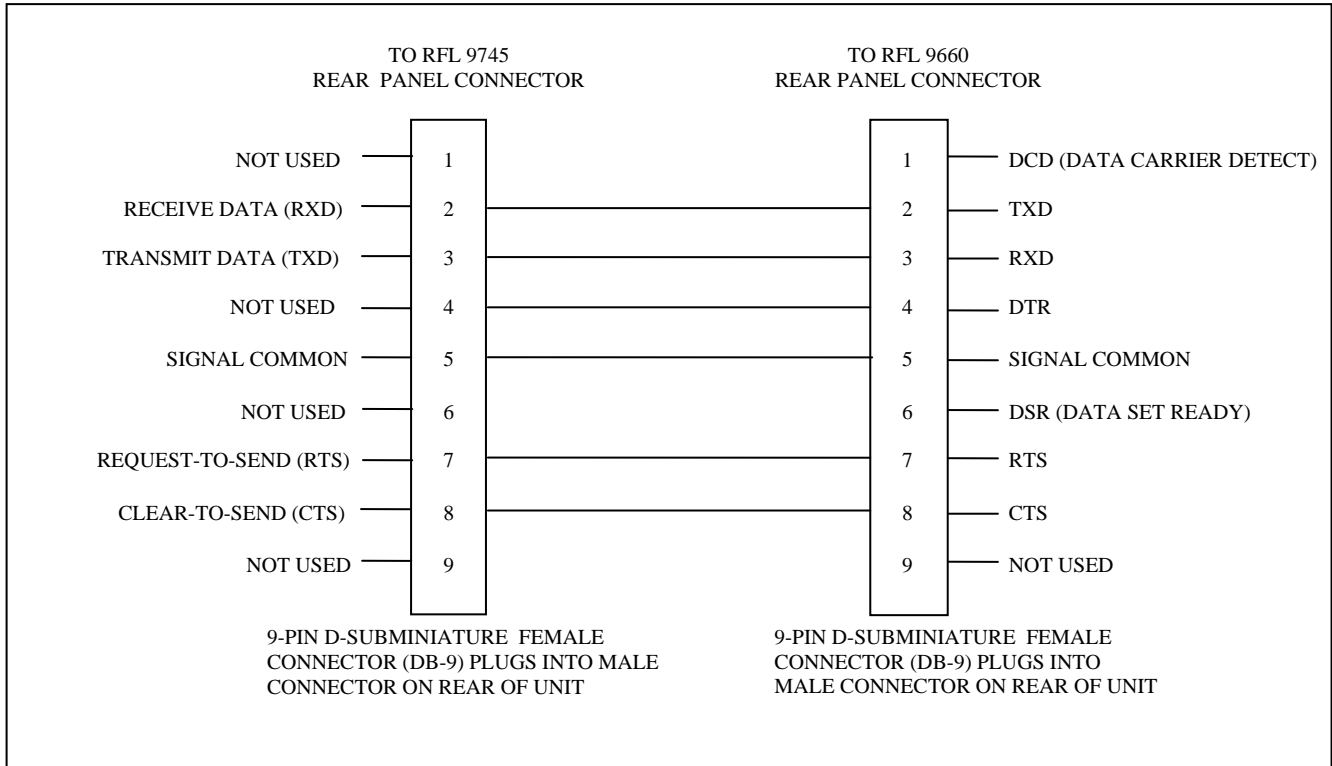 TO RFL 9745
REAR PANEL CONNECTOR
TO RFL 9660
REAR PANEL CONNECTOR
NOT USED 1
RECEIVE DATA (RXD) 2
TRANSMIT DATA (TXD) 3
NOT USED 4
SIGNAL COMMON 5
NOT USED 6
REQUEST-TO-SEND (RTS) 7
CLEAR-TO-SEND (CTS) 8
NOT USED 9
1 DCD (DATA CARRIER DETECT)
2 TXD
3 RXD
4 DTR
5 SIGNAL COMMON
6 DSR (DATA SET READY)
7 RTS
8 CTS
9 NOT USED
9-PIN D-SUBMINIATURE FEMALE
CONNECTOR (DB-9) PLUGS INTO MALE
CONNECTOR ON REAR OF UNIT
9-PIN D-SUBMINIATURE FEMALE
CONNECTOR (DB-9) PLUGS INTO
MALE CONNECTOR ON REAR OF UNIT